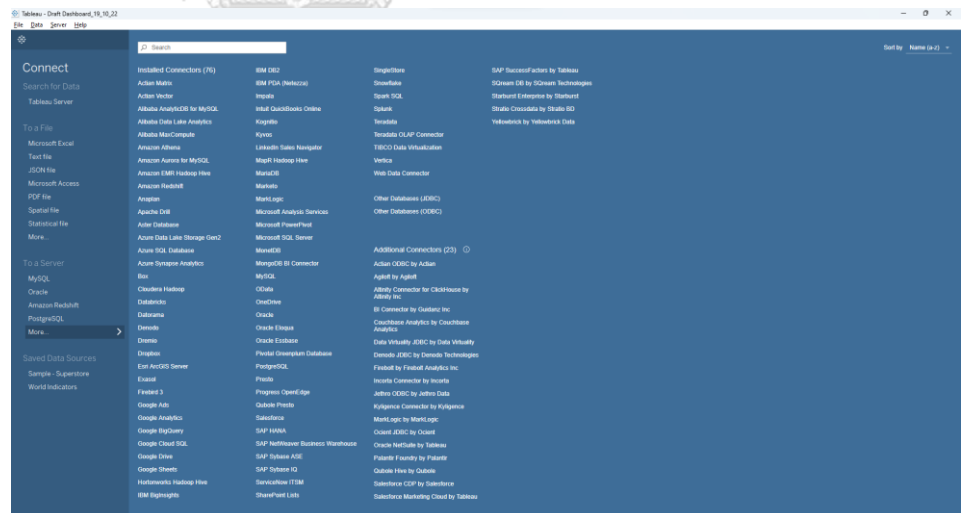 Tableau - Draft Dashboard_19_10_22
File Data Server Help
Search
Sort by Name (a-z)
Connect
Search for Data
Tableau Server
To a File
Microsoft Excel
Text file
JSON file
Microsoft Access
PDF file
Spatial file
Statistical file
More...
To a Server
MySQL
Oracle
Amazon Redshift
PostgreSQL
More...
Saved Data Sources
Sample - Superstore
World Indicators
Installed Connectors (76)
Actian Matrix
Actian Vector
Alibaba AnalyticDB for MySQL
Alibaba Data Lake Analytics
Alibaba MaxCompute
Amazon Athena
Amazon Aurora for MySQL
Amazon EMR Hadoop Hive
Amazon Redshift
Anaplan
Apache Drill
Aster Database
Azure Data Lake Storage Gen2
Azure SQL Database
Azure Synapse Analytics
Box
Cloudera Hadoop
Databricks
Datorama
Denodo
Dremio
Dropbox
Esri ArcGIS Server
Exasol
Firebird 3
Google Ads
Google Analytics
Google BigQuery
Google Cloud SQL
Google Drive
Google Sheets
Hortonworks Hadoop Hive
IBM BigInsights
IBM DB2
IBM PDA (Netezza)
Impala
Intuit QuickBooks Online
Kognitio
Kyvos
LinkedIn Sales Navigator
MapR Hadoop Hive
MariaDB
Marketo
MarkLogic
Microsoft Analysis Services
Microsoft PowerPivot
Microsoft SQL Server
MonetDB
MongoDB BI Connector
MySQL
OData
OneDrive
Oracle
Oracle Eloqua
Oracle Essbase
Pivotal Greenplum Database
PostgreSQL
Presto
Progress OpenEdge
Qubole Presto
Salesforce
SAP HANA
SAP NetWeaver Business Warehouse
SAP Sybase ASE
SAP Sybase IQ
ServiceNow ITSM
SharePoint Lists
SingleStore
Snowflake
Spark SQL
Splunk
Teradata
Teradata OLAP Connector
TIBCO Data Virtualization
Vertica
Web Data Connector
Other Databases (JDBC)
Other Databases (ODBC)
Additional Connectors (23)
Actian ODBC by Actian
Agiloft by Agiloft
Altinity Connector for ClickHouse by
Altinity Inc
BI Connector by Guidanz Inc
Couchbase Analytics by Couchbase
Analytics
Data Virtuality JDBC by Data Virtuality
Denodo JDBC by Denodo Technologies
Firebolt by Firebolt Analytics Inc
Incorta Connector by Incorta
Jethro ODBC by Jethro Data
Kyligence Connector by Kyligence
MarkLogic by MarkLogic
Ocient JDBC by Ocient
Oracle NetSuite by Tableau
Palantir Foundry by Palantir
Qubole Hive by Qubole
Salesforce CDP by Salesforce
Salesforce Marketing Cloud by Tableau
SAP SuccessFactors by Tableau
SQream DB by SQream Technologies
Starburst Enterprise by Starburst
Stratio Crossdata by Stratio BD
Yellowbrick by Yellowbrick Data